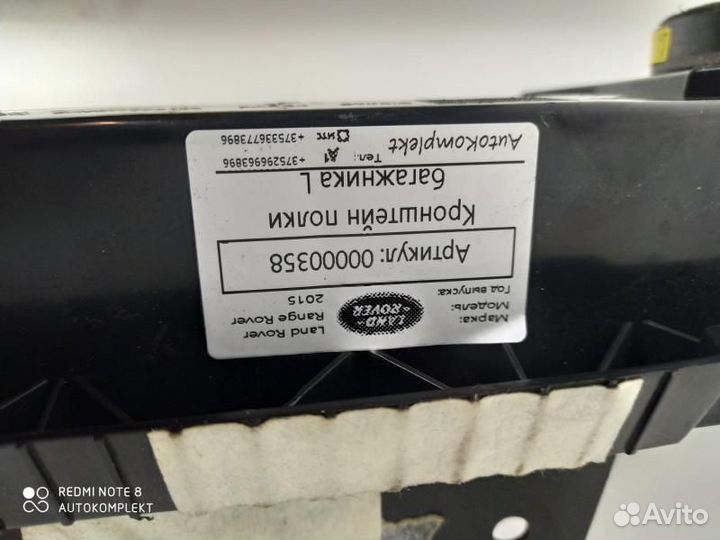 Марка: Land Rover
Модель: Range Rover
Год выпуска: 2015
LAND
ROVER
Артикул: 00000358
Кронштейн полки
багажника L
AutoKomplekt
Тел.: A1 +375296963896
МТС +375336773896
REDMI NOTE 8
AUTOKOMPLEKT
Avito